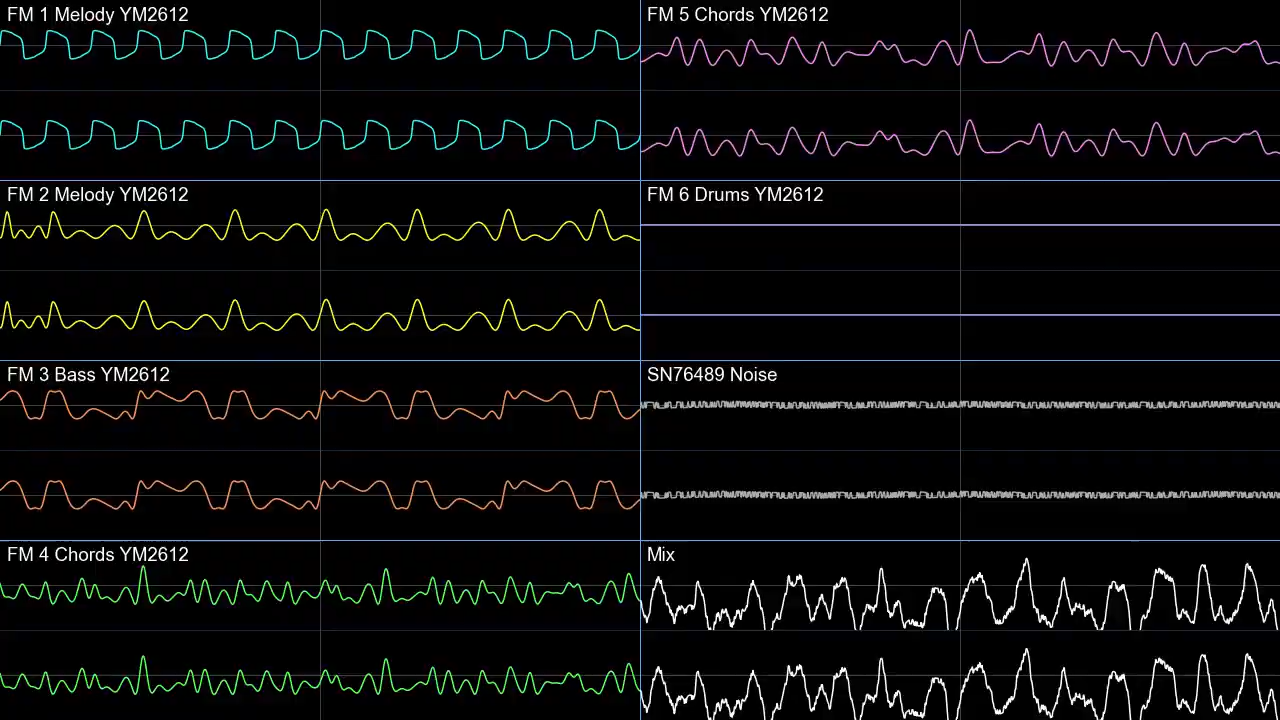 FM 1 Melody YM2612
FM 5 Chords YM2612
FM 2 Melody YM2612
FM 6 Drums YM2612
FM 3 Bass YM2612
SN76489 Noise
FM 4 Chords YM2612
Mix